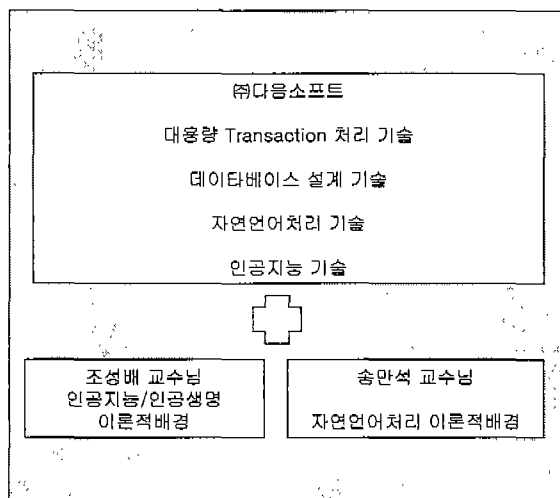 ㈜다음소프트
대용량 Transaction 처리 기술
데이타베이스 설계 기술
자연언어처리 기술
인공지능 기술
조성배 교수님
인공지능/인공생명
이론적배경
송만석 교수님
자연언어처리 이론적배경